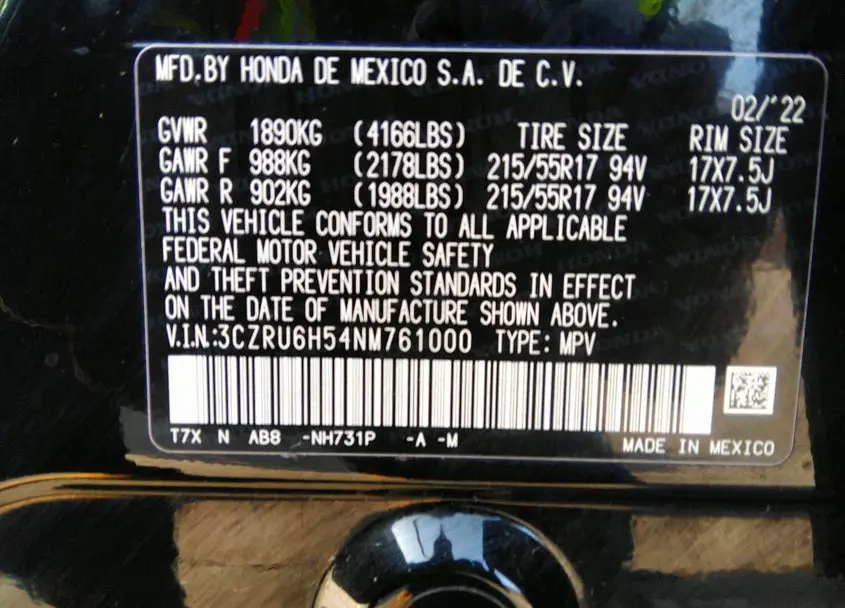 MFD.BY HONDA DE MEXICO S.A. DE C.V.
02/'22
GVWR 1890KG (4166LBS) TIRE SIZE RIM SIZE
GAWR F 988KG (2178LBS) 215/55R17 94V 17X7.5J
GAWR R 902KG (1988LBS) 215/55R17 94V 17X7.5J
THIS VEHICLE CONFORMS TO ALL APPLICABLE
FEDERAL MOTOR VEHICLE SAFETY
AND THEFT PREVENTION STANDARDS IN EFFECT
ON THE DATE OF MANUFACTURE SHOWN ABOVE.
V.I.N.:3CZRU6H54NM761000 TYPE: MPV
T7X N AB8 -NH731P -A -M
MADE IN MEXICO